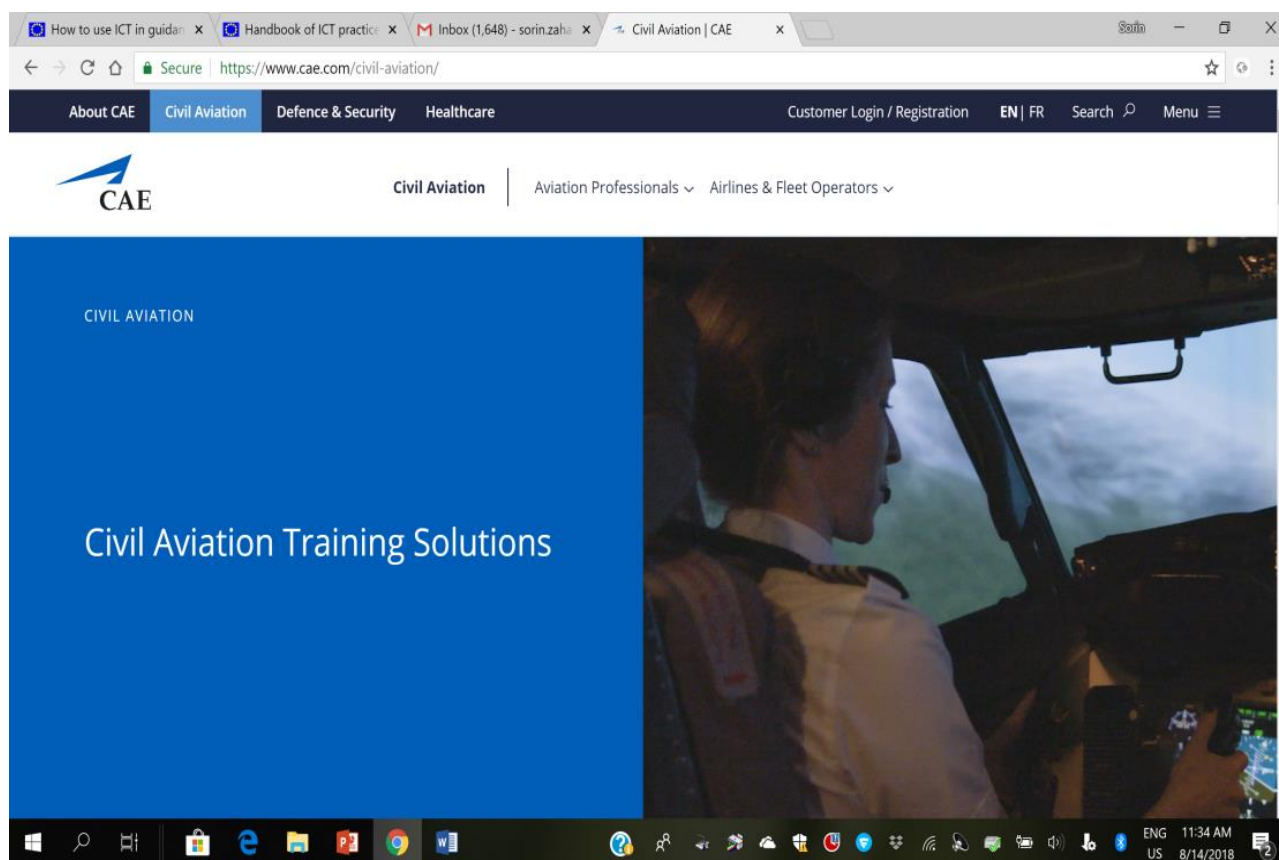 How to use ICT in guidan
Handbook of ICT practice
Inbox (1,648) - sorin.zaha
Civil Aviation | CAE
Sorin
Secure | https://www.cae.com/civil-aviation/
About CAE Civil Aviation Defence & Security Healthcare Customer Login / Registration EN | FR Search Menu
CAE
Civil Aviation Aviation Professionals Airlines & Fleet Operators
CIVIL AVIATION
Civil Aviation Training Solutions
ENG 11:34 AM
US 8/14/2018
2